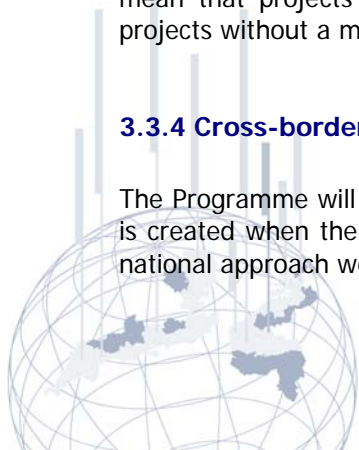 mean that projects
projects without a m
3.3.4 Cross-border
The Programme will
is created when the
national approach w